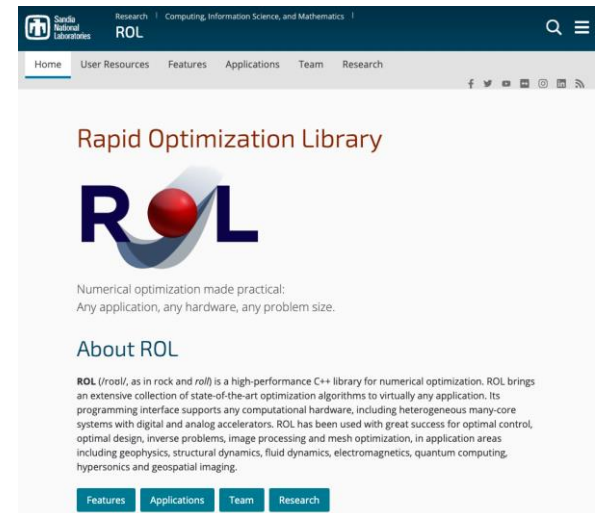 Sandia
National
Laboratories
Research | Computing, Information Science, and Mathematics |
ROL
Home User Resources Features Applications Team Research
Rapid Optimization Library
ROL
Numerical optimization made practical:
Any application, any hardware, any problem size.
About ROL
ROL (/roʊl/, as in rock and roll) is a high-performance C++ library for numerical optimization. ROL brings
an extensive collection of state-of-the-art optimization algorithms to virtually any application. Its
programming interface supports any computational hardware, including heterogeneous many-core
systems with digital and analog accelerators. ROL has been used with great success for optimal control,
optimal design, inverse problems, image processing and mesh optimization, in application areas
including geophysics, structural dynamics, fluid dynamics, electromagnetics, quantum computing,
hypersonics and geospatial imaging.
Features Applications Team Research